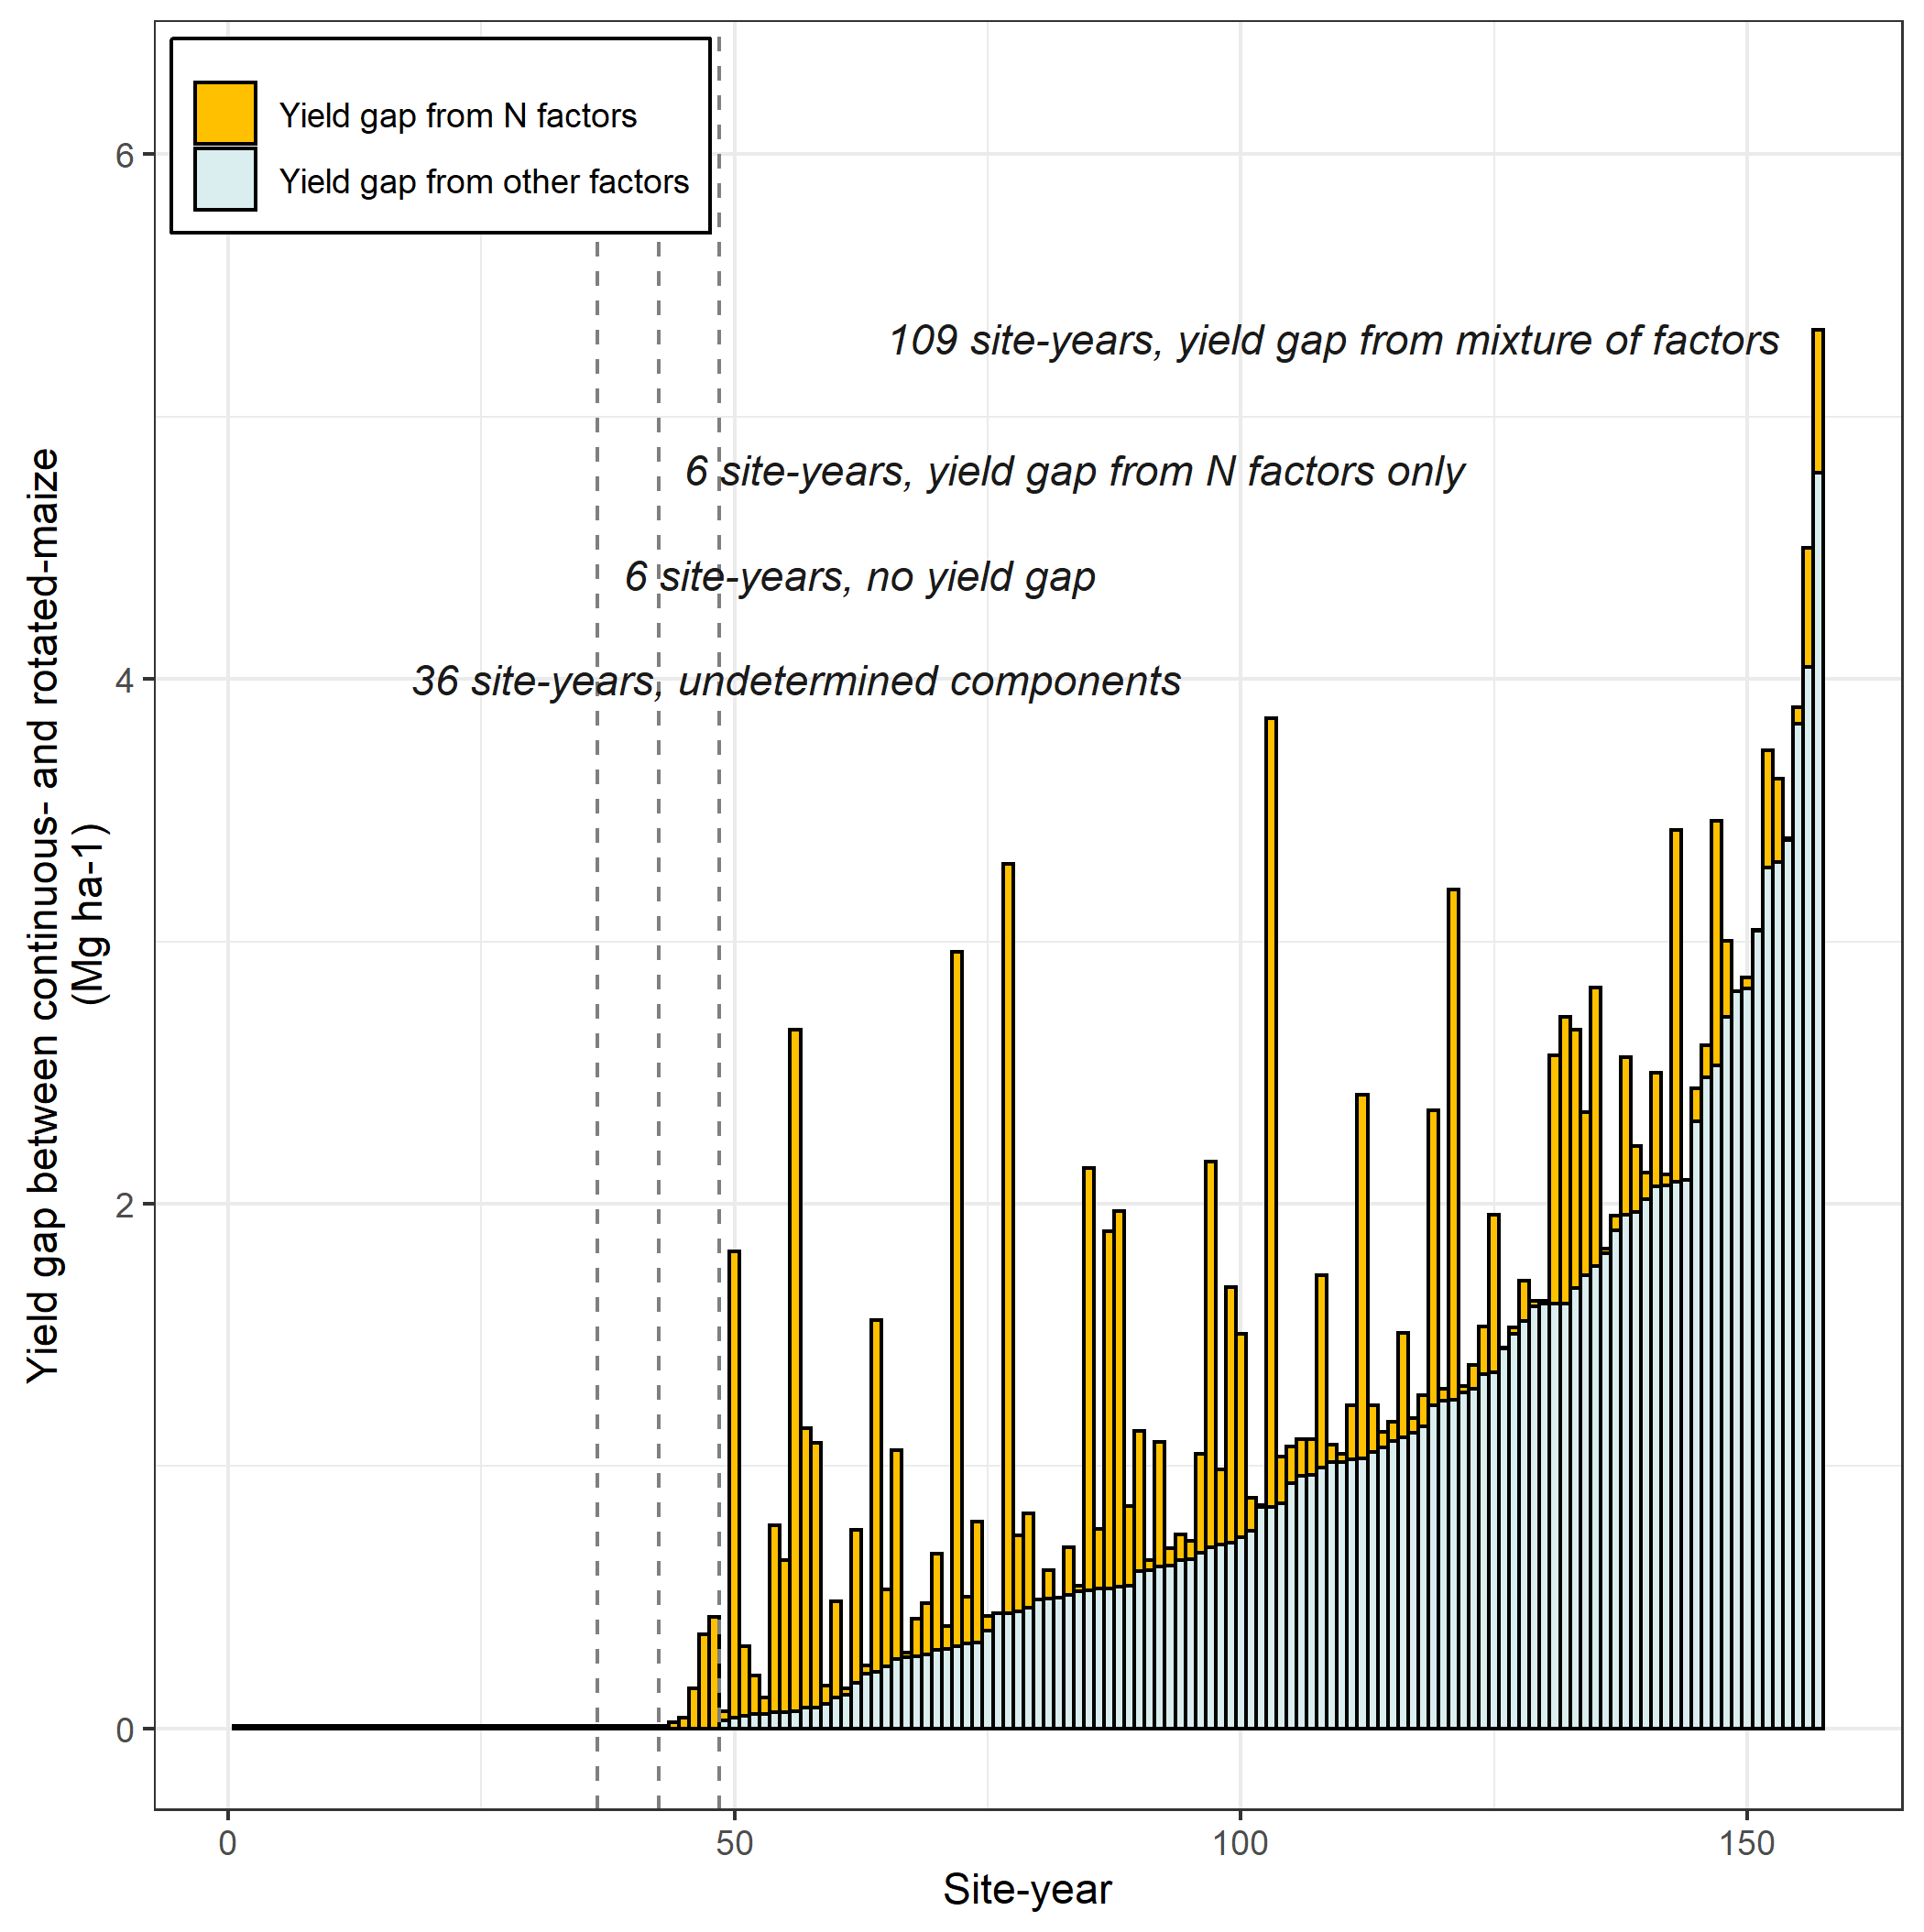 Yield gap from N factors
Yield gap from other factors
109 site-years, yield gap from mixture of factors
6 site-years, yield gap from N factors only
6 site-years, no yield gap
36 site-years, undetermined components
Yield gap between continuous- and rotated-maize
(Mg ha-1)
6
4
2
0
0
50
100
150
Site-year